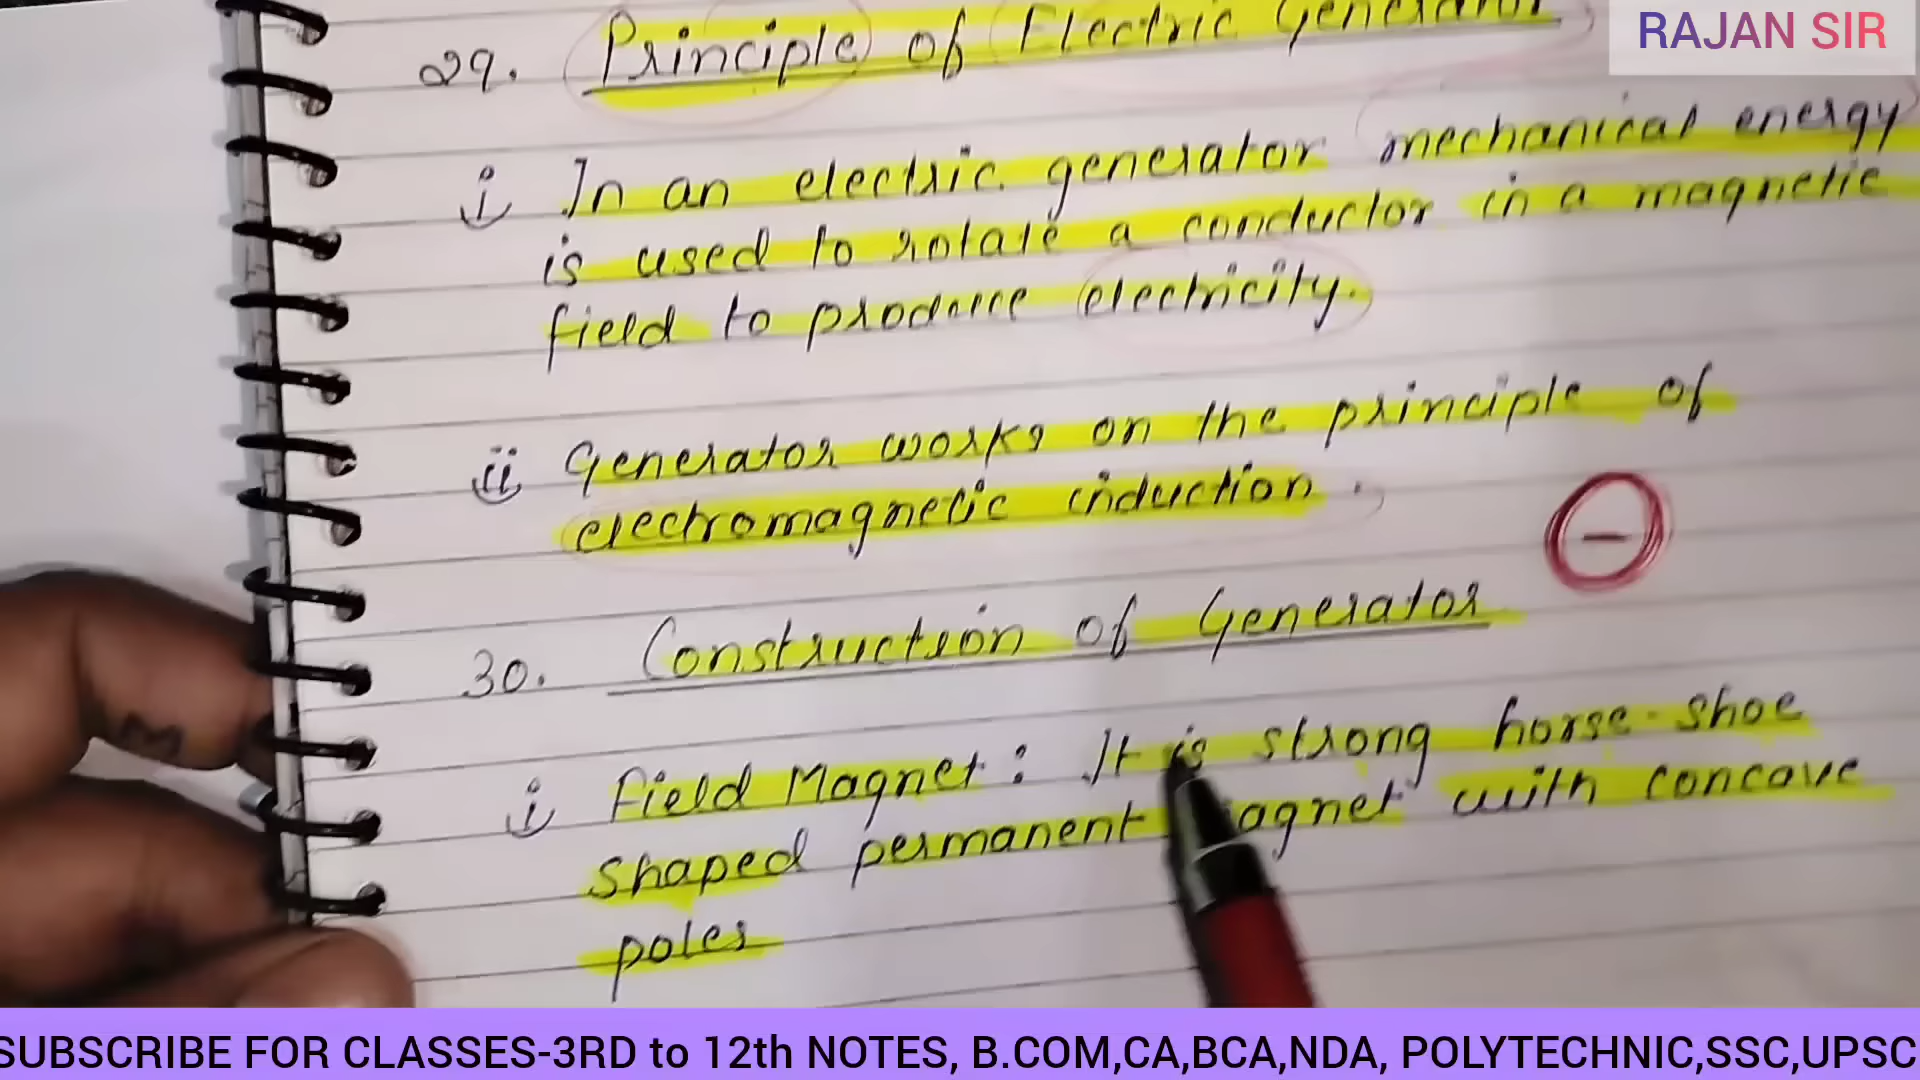 RAJAN SIR
29. Principle of Electric Generator
i In an electric generator mechanical energy
is used to rotate a conductor in a magnetic
field to produce electricity.
ii Generator works on the principle of
electromagnetic induction.
30. Construction of Generator
i Field Magnet: It is strong horse-shoe
shaped permanent magnet with concave
poles
SUBSCRIBE FOR CLASSES-3RD to 12th NOTES, B.COM,CA,BCA,NDA, POLYTECHNIC,SSC,UPSC